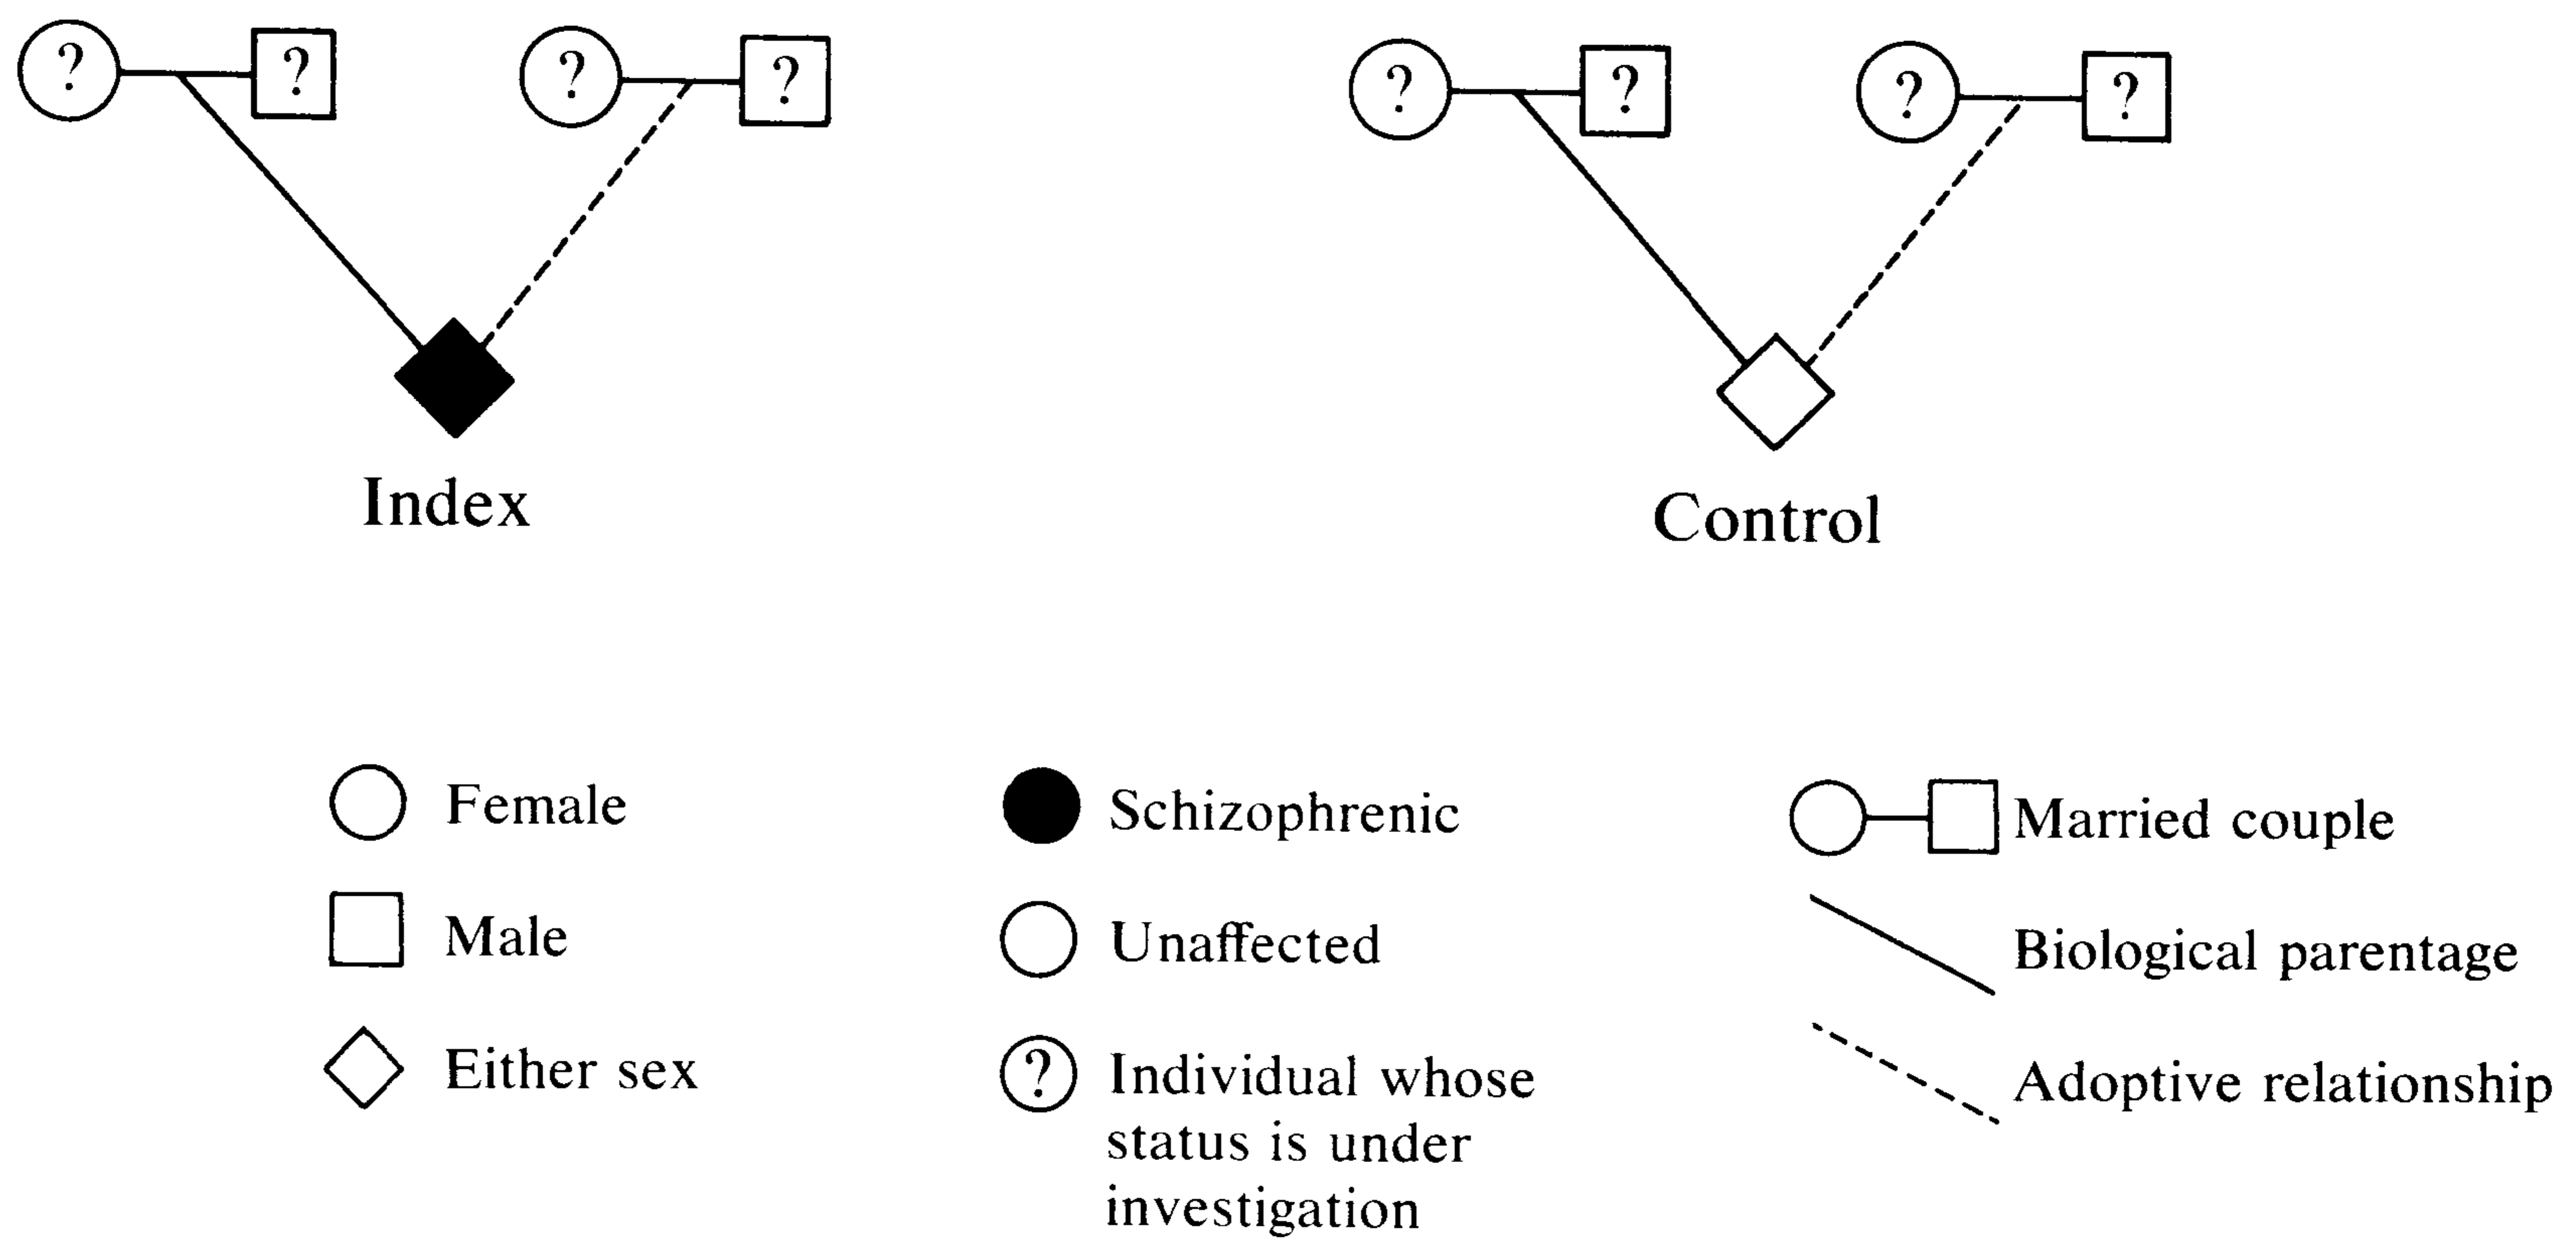 ? ? ? ?
? ? ? ?
Index
Control
Female
Male
Either sex
Schizophrenic
Unaffected
? Individual whose
status is under
investigation
Married couple
Biological parentage
Adoptive relationship